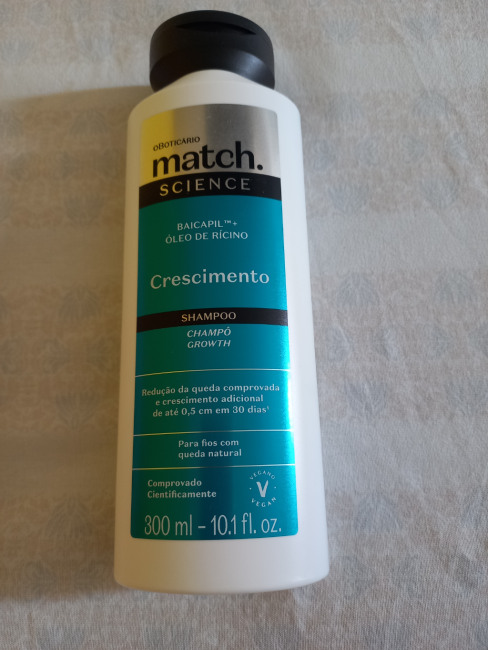 oBOTICÁRIO
match.
SCIENCE
BAICAPIL™+
ÓLEO DE RÍCINO
Crescimento
SHAMPOO
CHAMPÔ
GROWTH
Redução da queda comprovada
e crescimento adicional
de até 0,5 cm em 30 dias¹
Para fios com
queda natural
Comprovado
Cientificamente
VEGANO
V
VEGAN
300 ml – 10.1 fl. oz.